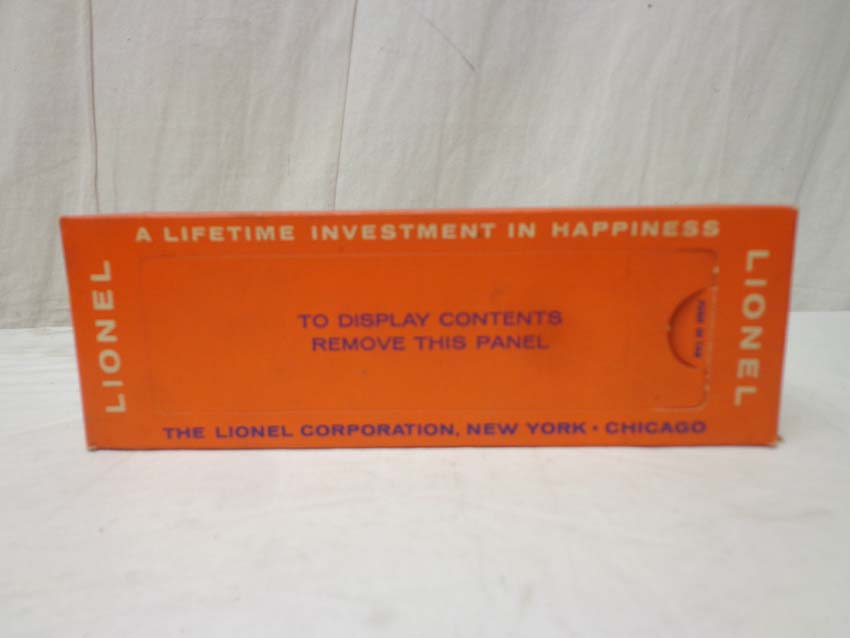 A LIFETIME INVESTMENT IN HAPPINESS
LIONEL
TO DISPLAY CONTENTS
REMOVE THIS PANEL
LIONEL
THE LIONEL CORPORATION, NEW YORK • CHICAGO